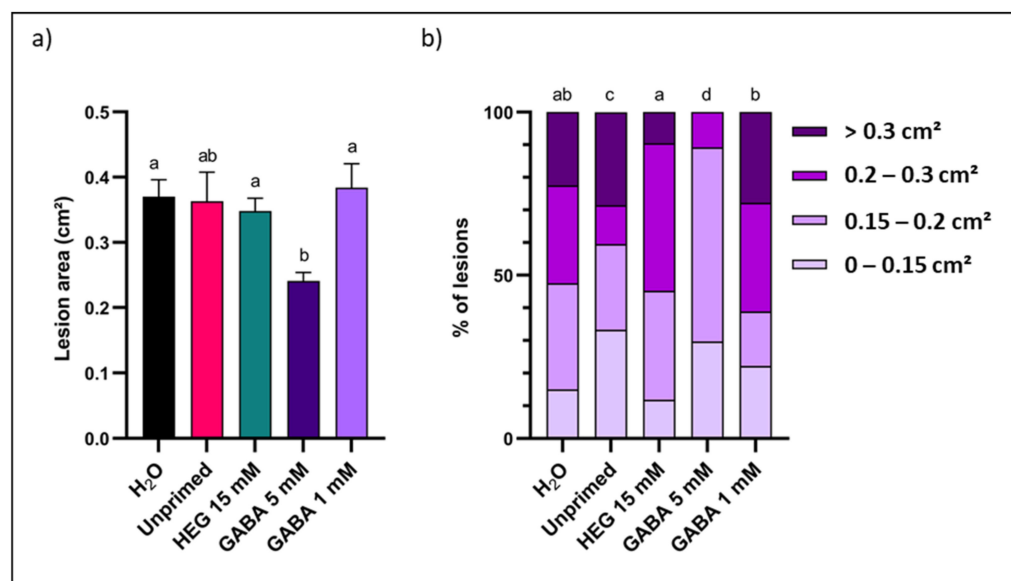 a)
b)
Lesion area (cm²)
0.5
0.4
0.3
0.2
0.1
0.0
a
ab
a
b
a
H₂O
Unprimed
HEG 15 mM
GABA 5 mM
GABA 1 mM
% of lesions
100
50
0
ab
c
a
d
b
H₂O
Unprimed
HEG 15 mM
GABA 5 mM
GABA 1 mM
> 0.3 cm²
0.2 – 0.3 cm²
0.15 – 0.2 cm²
0 – 0.15 cm²